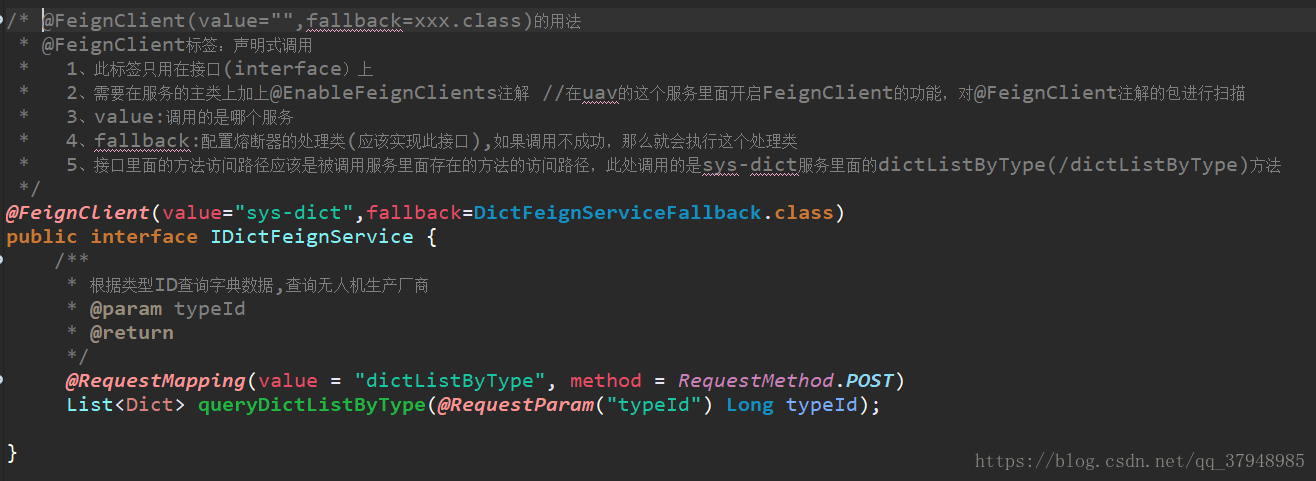 /* @FeignClient(value="",fallback=xxx.class)的用法
 * @FeignClient标签：声明式调用
 *   1、此标签只用在接口(interface）上
 *   2、需要在服务的主类上加上@EnableFeignClients注解 //在uav的这个服务里面开启FeignClient的功能，对@FeignClient注解的包进行扫描
 *   3、value:调用的是哪个服务
 *   4、fallback:配置熔断器的处理类(应该实现此接口),如果调用不成功，那么就会执行这个处理类
 *   5、接口里面的方法访问路径应该是被调用服务里面存在的方法的访问路径，此处调用的是sys-dict服务里面的dictListByType(/dictListByType)方法
 */
@FeignClient(value="sys-dict",fallback=DictFeignServiceFallback.class)
public interface IDictFeignService {
    /**
     * 根据类型ID查询字典数据,查询无人机生产厂商
     * @param typeId
     * @return
     */
     @RequestMapping(value = "dictListByType", method = RequestMethod.POST)
     List<Dict> queryDictListByType(@RequestParam("typeId") Long typeId);
}
https://blog.csdn.net/qq_37948985